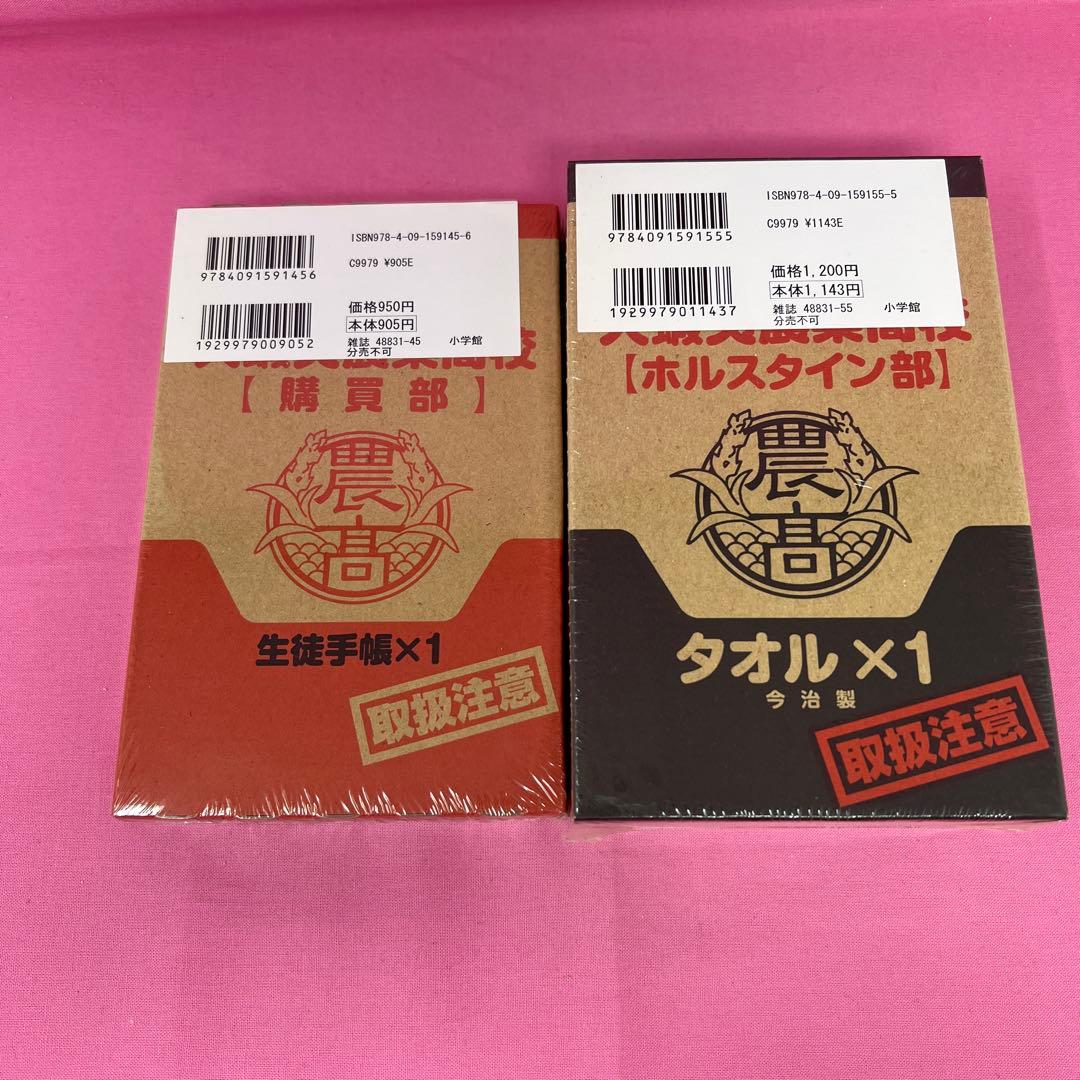 ISBN978-4-09-159145-6
9784091591456
C9979 ¥905E
価格950円
本体905円
1929979009052
雑誌 48831-45
小学館
分売不可
【購買部】
農高
生徒手帳×1
取扱注意
ISBN978-4-09-159155-5
9784091591555
C9979 ¥1143E
価格1,200円
本体1,143円
1929979011437
雑誌 48831-55
小学館
分売不可
【ホルスタイン部】
農高
タオル×1
今治製
取扱注意